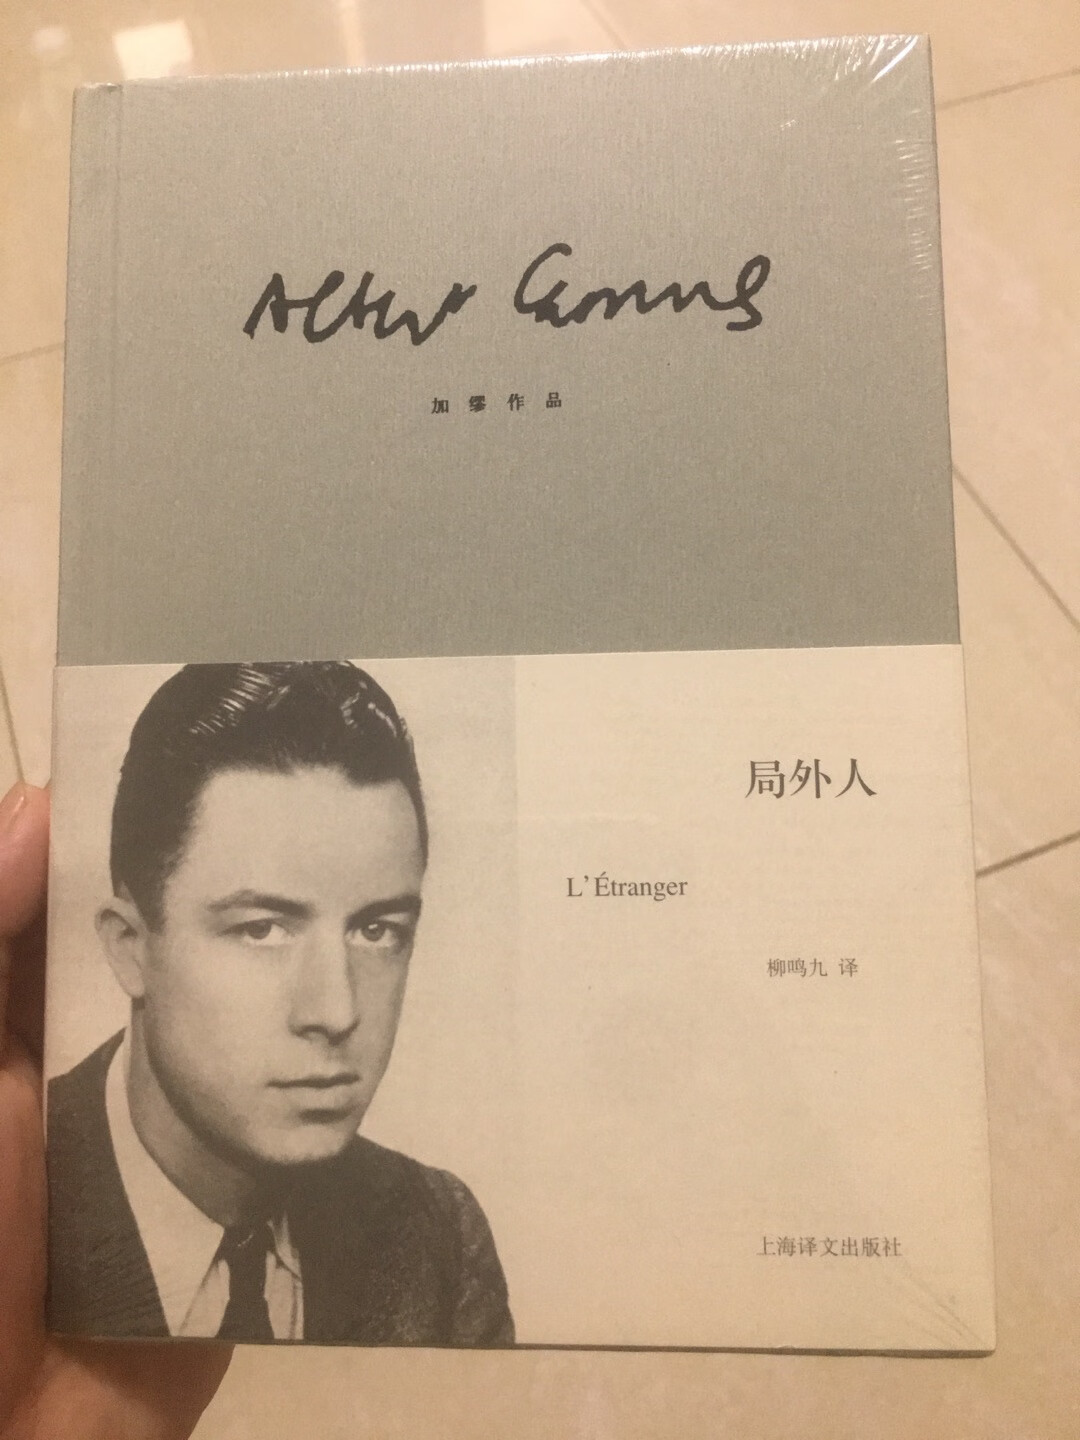 Albert Camus
加缪作品
局外人
L'Étranger
柳鸣九 译
上海译文出版社